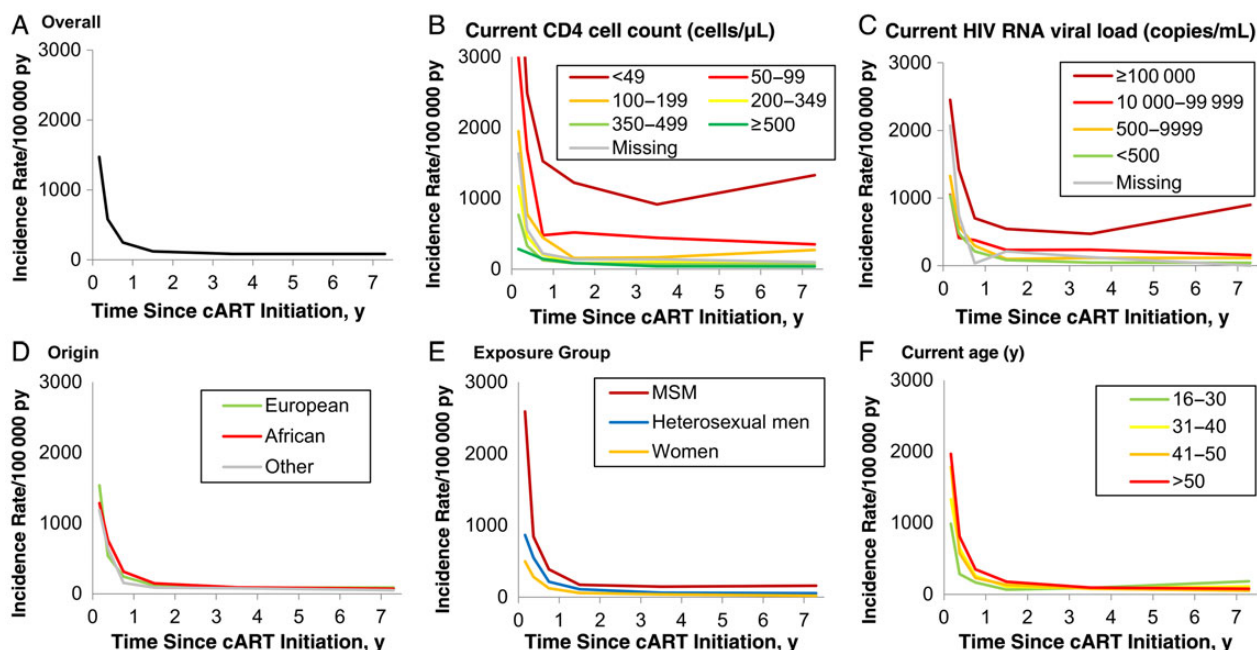 A Overall
Incidence Rate/100 000 py
3000
2000
1000
0
0 1 2 3 4 5 6 7
Time Since cART Initiation, y
B Current CD4 cell count (cells/μL)
Incidence Rate/100 000 py
3000
2000
1000
0
<49 50–99
100–199 200–349
350–499 ≥500
Missing
0 1 2 3 4 5 6 7
Time Since cART Initiation, y
C Current HIV RNA viral load (copies/mL)
Incidence Rate/100 000 py
3000
2000
1000
0
≥100 000
10 000–99 999
500–9999
<500
Missing
0 1 2 3 4 5 6 7
Time Since cART Initiation, y
D Origin
Incidence Rate/100 000 py
3000
2000
1000
0
European
African
Other
0 1 2 3 4 5 6 7
Time Since cART Initiation, y
E Exposure Group
Incidence Rate/100 000 py
3000
2000
1000
0
MSM
Heterosexual men
Women
0 1 2 3 4 5 6 7
Time Since cART Initiation, y
F Current age (y)
Incidence Rate/100 000 py
3000
2000
1000
0
16–30
31–40
41–50
>50
0 1 2 3 4 5 6 7
Time Since cART Initiation, y